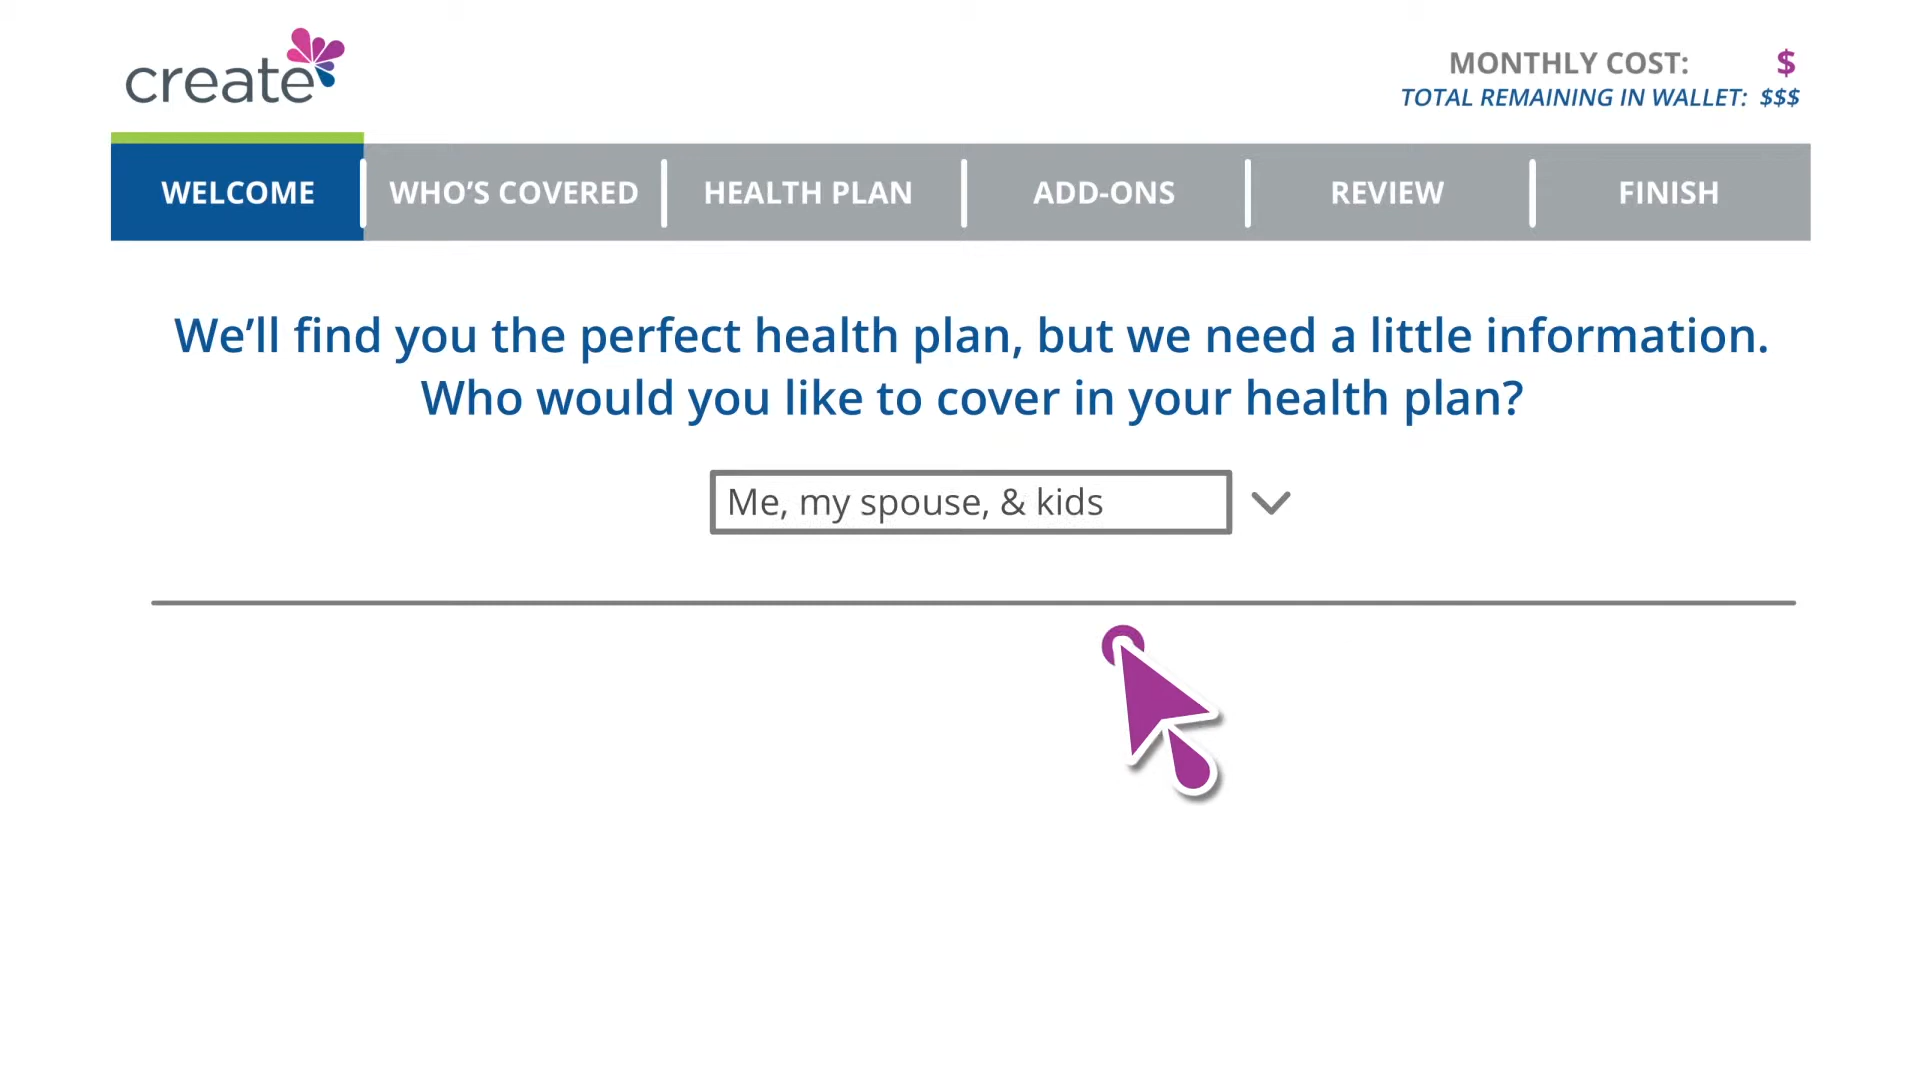 create
MONTHLY COST: $
TOTAL REMAINING IN WALLET: $$$
WELCOME
WHO’S COVERED
HEALTH PLAN
ADD-ONS
REVIEW
FINISH
We’ll find you the perfect health plan, but we need a little information.
Who would you like to cover in your health plan?
Me, my spouse, & kids